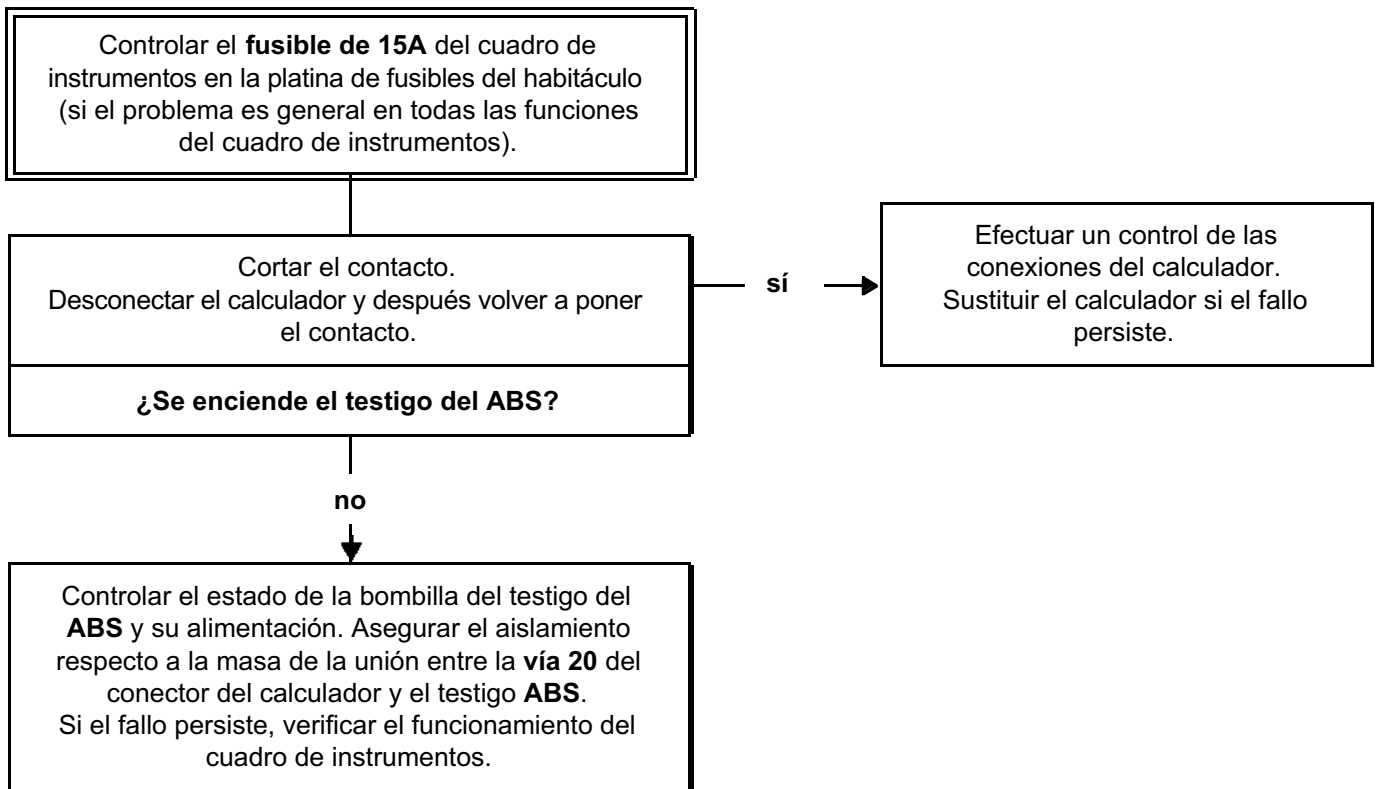 Controlar el fusible de 15A del cuadro de
instrumentos en la platina de fusibles del habitáculo
(si el problema es general en todas las funciones
del cuadro de instrumentos).
Cortar el contacto.
Desconectar el calculador y después volver a poner
el contacto.
¿Se enciende el testigo del ABS?
sí
Efectuar un control de las
conexiones del calculador.
Sustituir el calculador si el fallo
persiste.
no
Controlar el estado de la bombilla del testigo del
ABS y su alimentación. Asegurar el aislamiento
respecto a la masa de la unión entre la vía 20 del
conector del calculador y el testigo ABS.
Si el fallo persiste, verificar el funcionamiento del
cuadro de instrumentos.